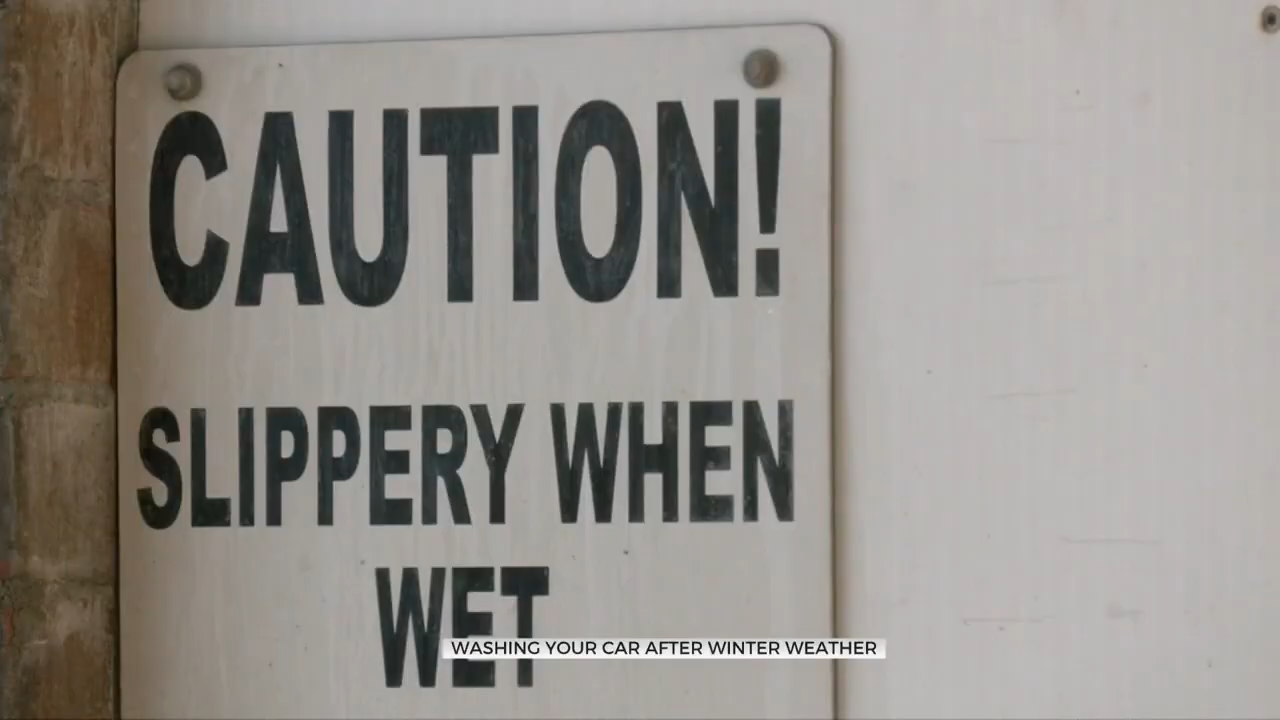 CAUTION!
SLIPPERY WHEN
WET
WASHING YOUR CAR AFTER WINTER WEATHER